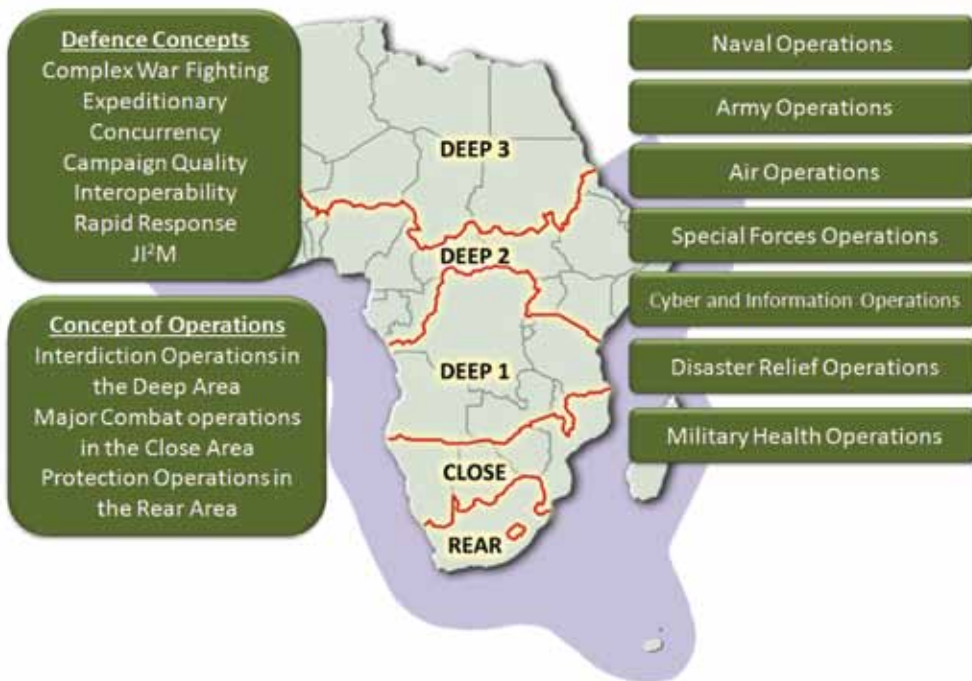 Defence Concepts
Complex War Fighting
Expeditionary
Concurrency
Campaign Quality
Interoperability
Rapid Response
JI²M
Concept of Operations
Interdiction Operations in
the Deep Area
Major Combat operations
in the Close Area
Protection Operations in
the Rear Area
DEEP 3
DEEP 2
DEEP 1
CLOSE
REAR
Naval Operations
Army Operations
Air Operations
Special Forces Operations
Cyber and Information Operations
Disaster Relief Operations
Military Health Operations